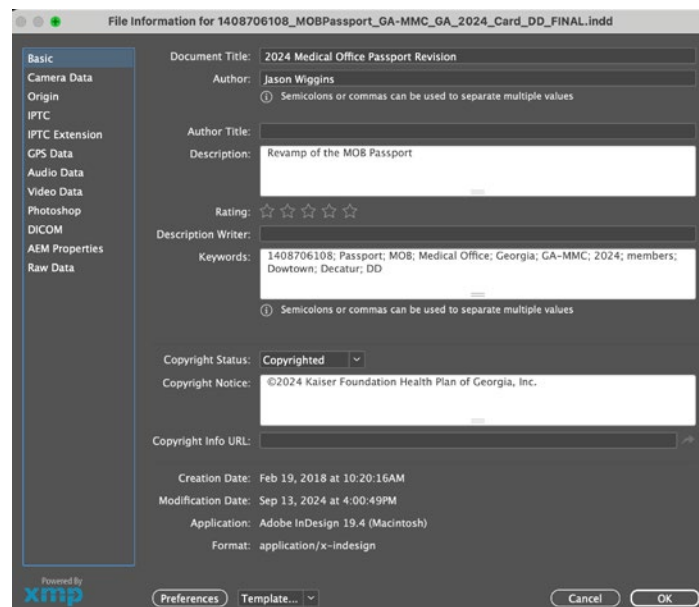 File Information for 1408706108_MOBPassport_GA-MMC_GA_2024_Card_DD_FINAL.indd
Basic
Camera Data
Origin
IPTC
IPTC Extension
GPS Data
Audio Data
Video Data
Photoshop
DICOM
AEM Properties
Raw Data
Document Title: 2024 Medical Office Passport Revision
Author: Jason Wiggins
Semicolons or commas can be used to separate multiple values
Author Title:
Description: Revamp of the MOB Passport
Rating:
Description Writer:
Keywords: 1408706108; Passport; MOB; Medical Office; Georgia; GA-MMC; 2024; members;
Dowtown; Decatur; DD
Semicolons or commas can be used to separate multiple values
Copyright Status: Copyrighted
Copyright Notice: ©2024 Kaiser Foundation Health Plan of Georgia, Inc.
Copyright Info URL:
Creation Date: Feb 19, 2018 at 10:20:16AM
Modification Date: Sep 13, 2024 at 4:00:49PM
Application: Adobe InDesign 19.4 (Macintosh)
Format: application/x-indesign
Powered By
xmp
Preferences
Template...
Cancel
OK